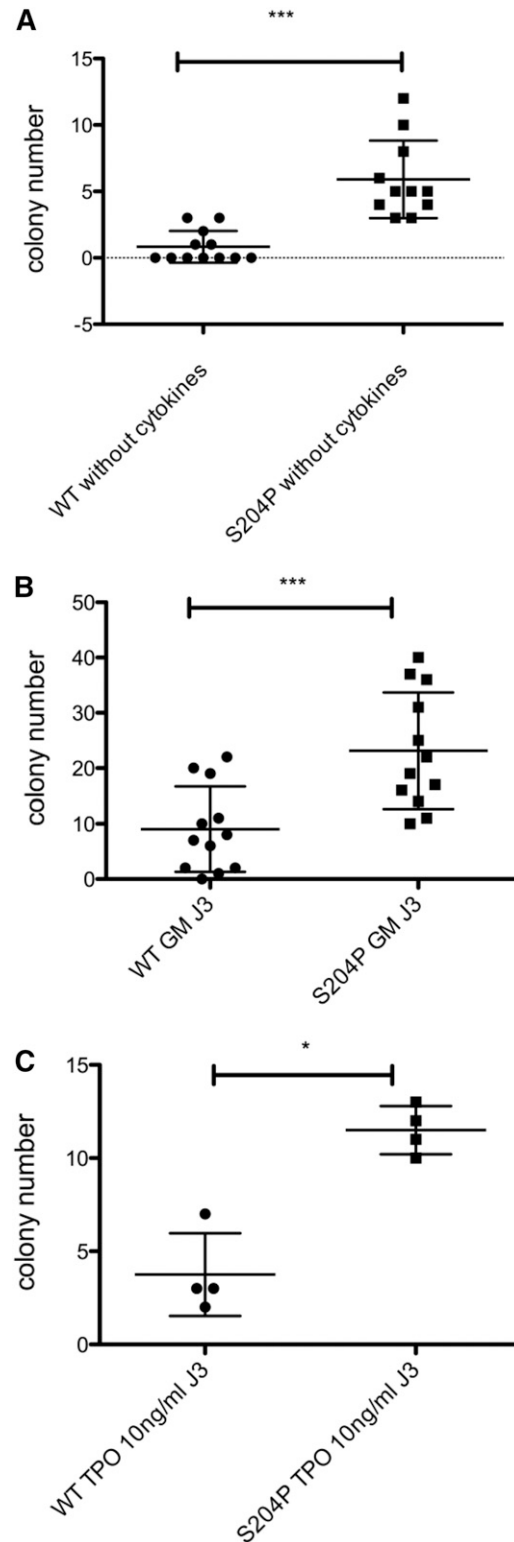 A
***
15
10
5
0
-5
colony number
WT without cytokines
S204P without cytokines
B
***
50
40
30
20
10
0
colony number
WT GM J3
S204P GM J3
C
*
15
10
5
0
colony number
WT TPO 10ng/ml J3
S204P TPO 10ng/ml J3